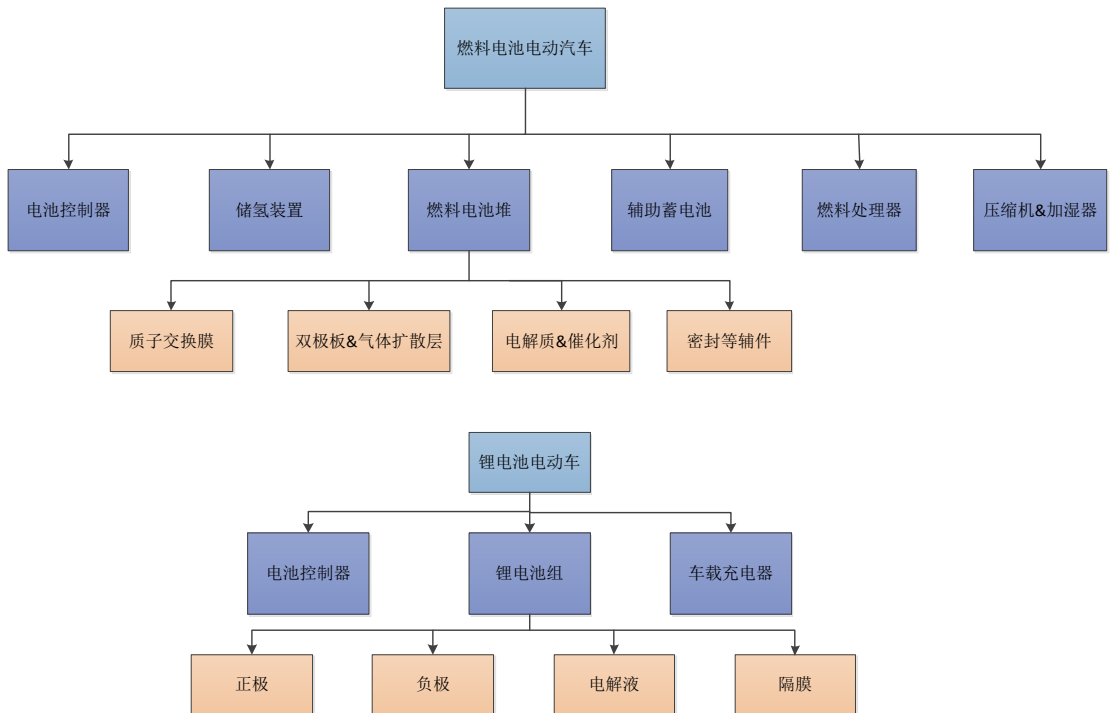 燃料电池电动汽车
电池控制器
储氢装置
燃料电池堆
辅助蓄电池
燃料处理器
压缩机&加湿器
质子交换膜
双极板&气体扩散层
电解质&催化剂
密封等辅件
锂电池电动车
电池控制器
锂电池组
车载充电器
正极
负极
电解液
隔膜